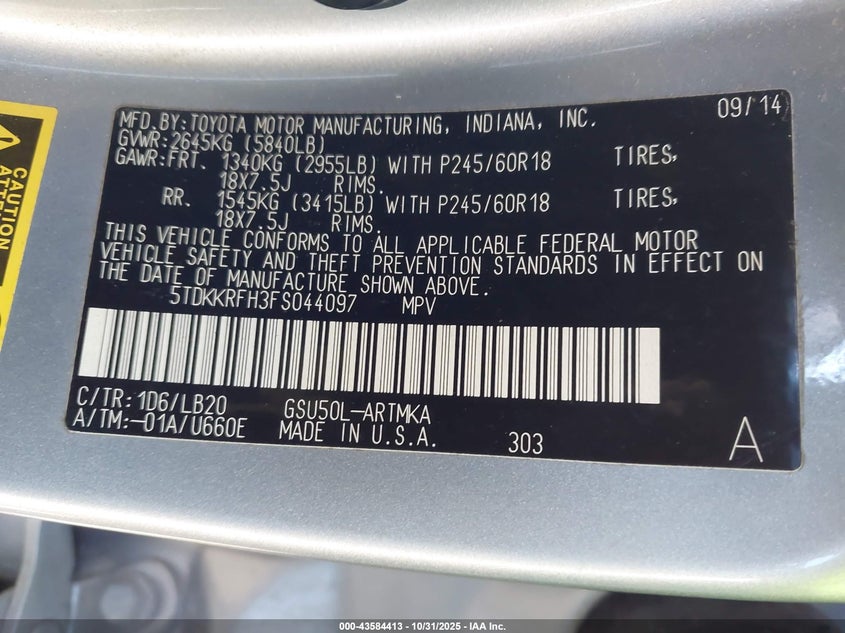 CAUTION
ATTENTION
MFD. BY: TOYOTA MOTOR MANUFACTURING, INDIANA, INC. 09/14
GVWR: 2645KG (5840LB)
GAWR: FRT. 1340KG (2955LB) WITH P245/60R18 TIRES,
18X7.5J RIMS.
RR. 1545KG (3415LB) WITH P245/60R18 TIRES,
18X7.5J RIMS.
THIS VEHICLE CONFORMS TO ALL APPLICABLE FEDERAL MOTOR
VEHICLE SAFETY AND THEFT PREVENTION STANDARDS IN EFFECT ON
THE DATE OF MANUFACTURE SHOWN ABOVE.
5TDKKRFH3FS044097 MPV
C/TR: 1D6/LB20 GSU50L-ARTMKA
A/TM:-01A/U660E MADE IN U.S.A. 303 A
000-43584413 - 10/31/2025 - IAA Inc.